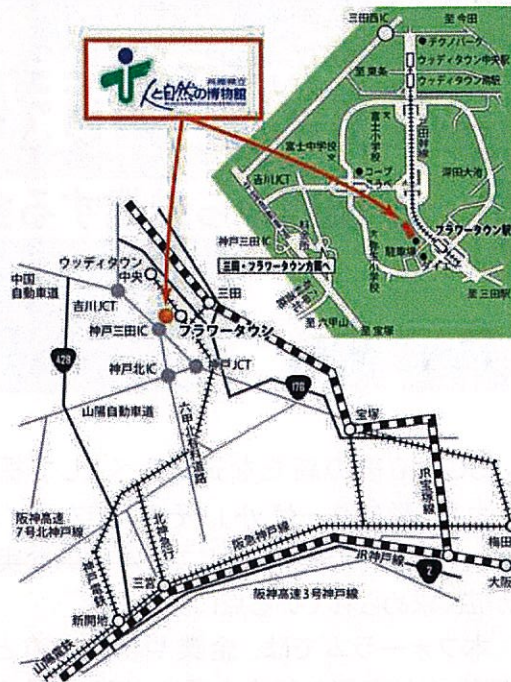 兵庫県立
人と自然の博物館
三田西IC
至今田
テクノパーク
ウッディタウン中央駅
ウッディタウン南駅
至東条
富士中学校
文
富士小学校
文
コープ
深田大池
吉川JCT
神戸三田IC
フラワータウン駅
駐車場
ダイエー
三田・フラワータウン方面へ
至三田駅
至六甲山
至宝塚
ウッディタウン
中央
三田
中国
自動車道
吉川JCT
フラワータウン
神戸三田IC
428
神戸北IC
神戸JCT
176
山陽自動車道
六甲北有料道路
宝塚
JR宝塚線
阪神高速
7号北神戸線
北神急行
阪急神戸線
梅田
神戸電鉄
三宮
JR神戸線
2
大阪
新開地
阪神高速3号神戸線
山陽電鉄